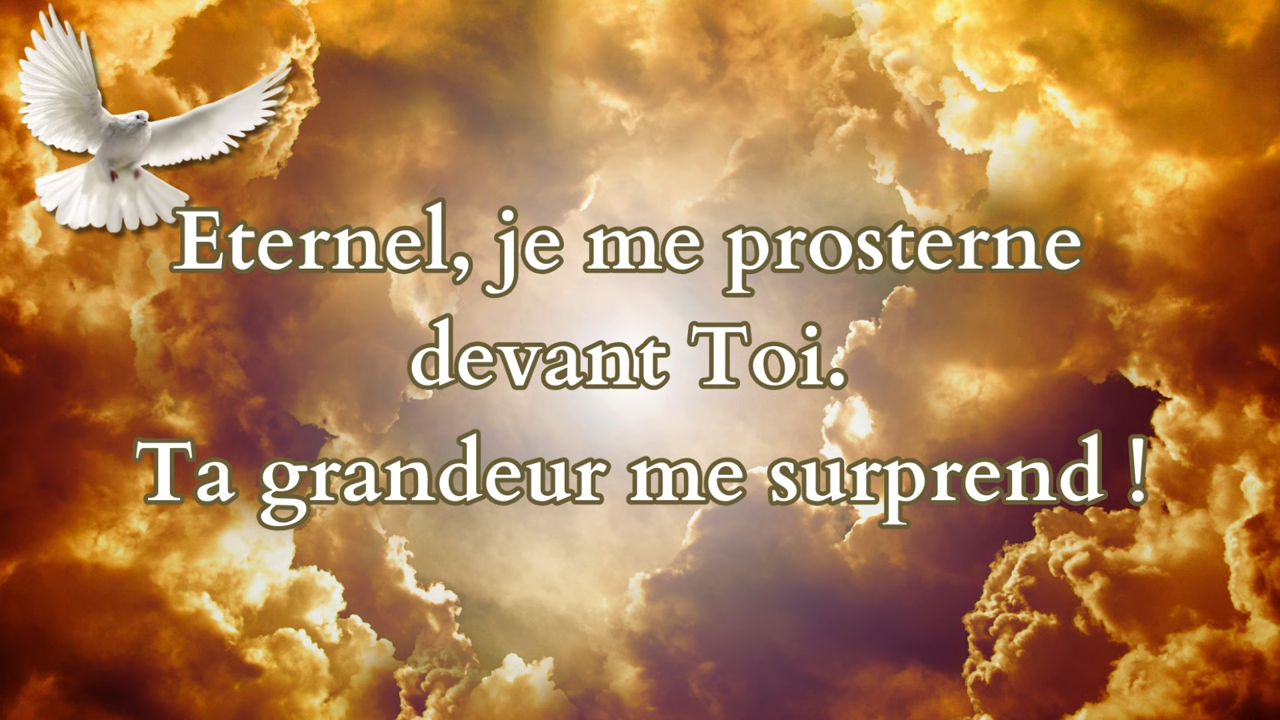 Eternel, je me prosterne
devant Toi.
Ta grandeur me surprend !